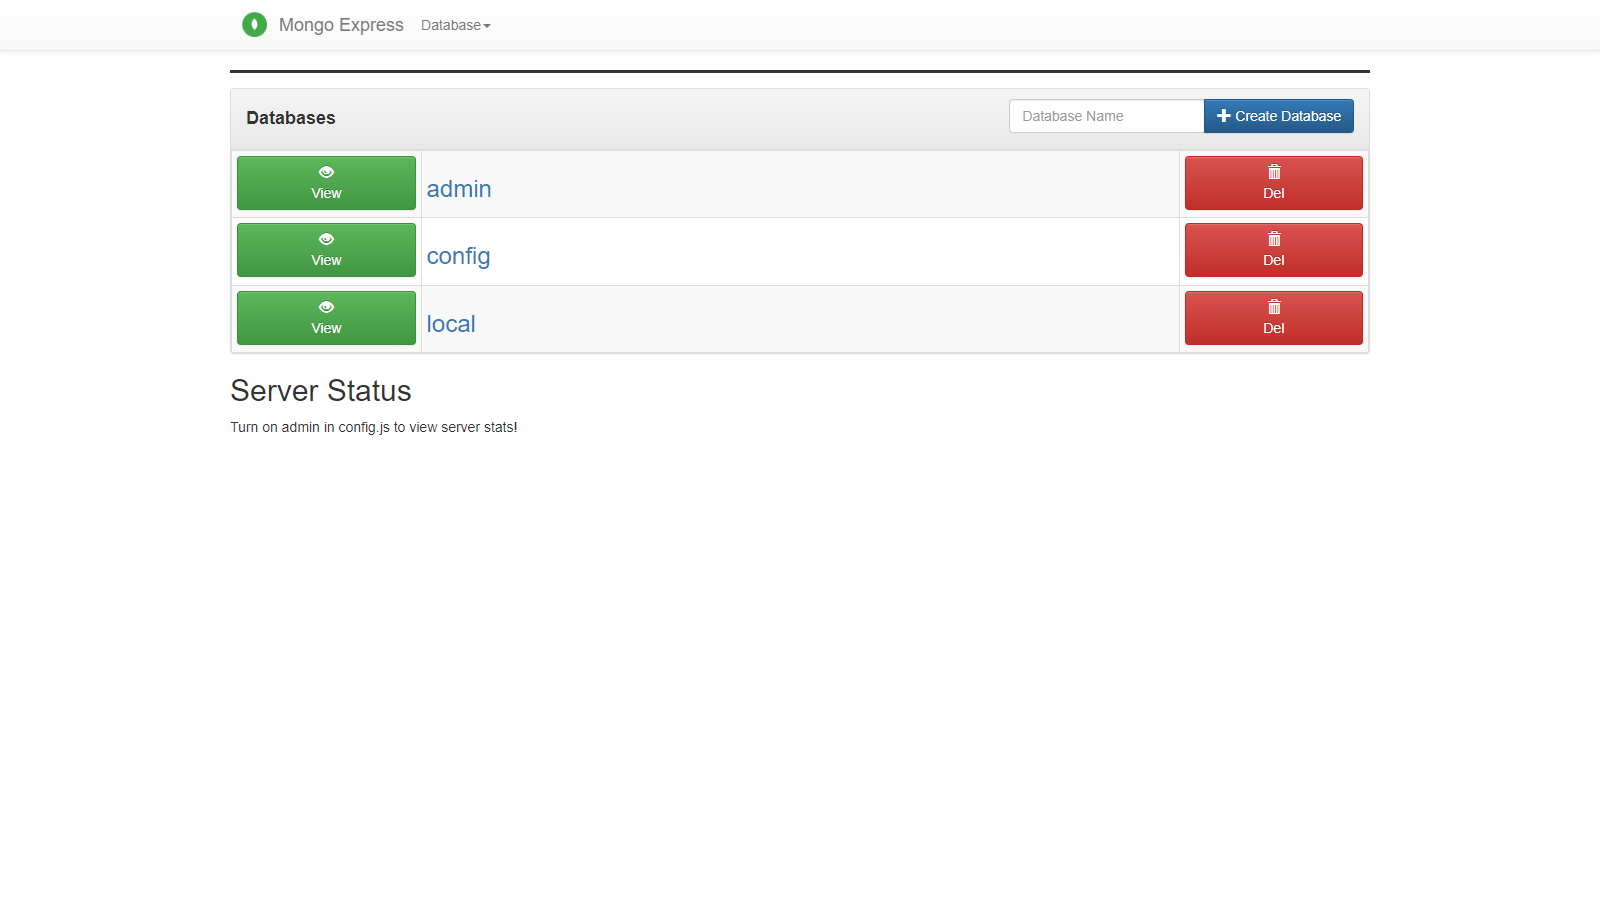 Mongo Express Database
Databases
Database Name Create Database
View admin Del
View config Del
View local Del
Server Status
Turn on admin in config.js to view server stats!